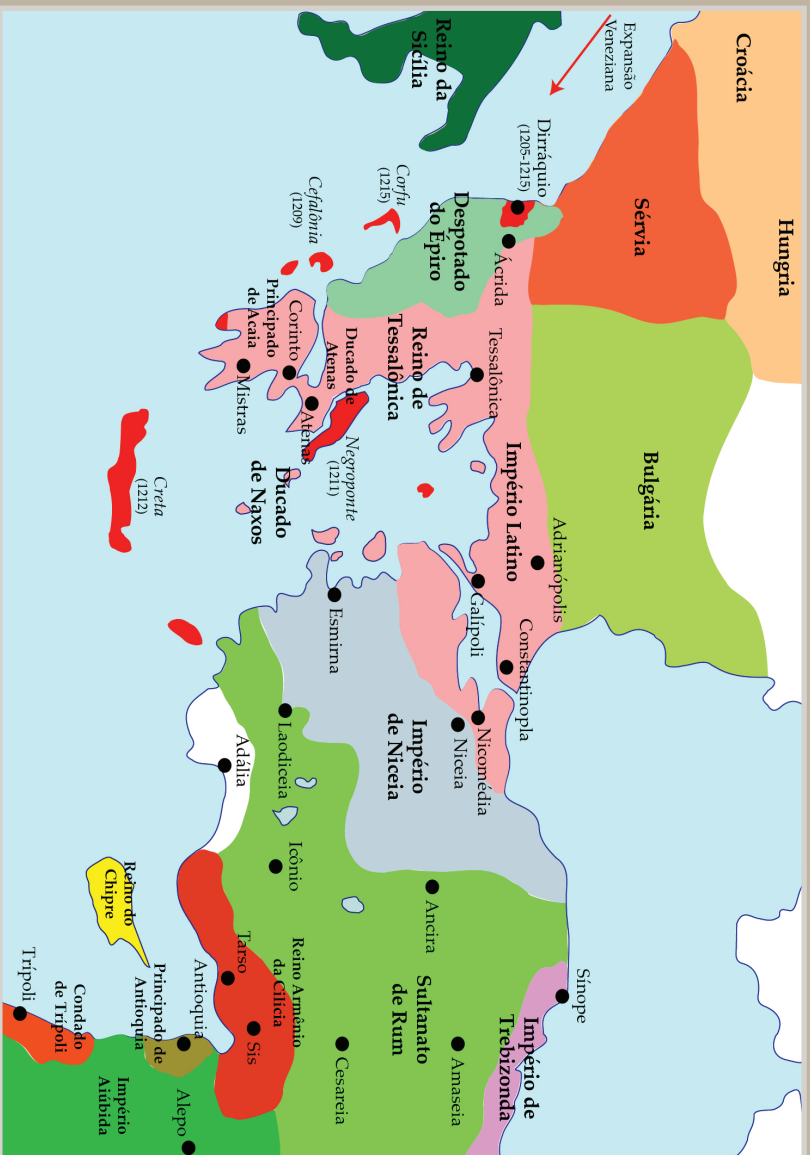 Croácia
Hungria
Reino da
Sicília
Expansão
Veneziana
Sérvia
Dirráquio
(1205-1215)
Corfu
(1215)
Cefalônia
(1209)
Despotado
do Épiro
Ácrida
Bulgária
Principado
de Acaia
Corinto
Mistras
Ducado de
Atenas
Atenas
Reino de
Tessalônica
Tessalônica
Negroponte
(1211)
Creta
(1212)
Ducado
de Naxos
Império Latino
Adrianópolis
Galípoli
Constantinopla
Esmirna
Império
de Niceia
Niceia
Nicomédia
Laodiceia
Adália
Icônio
Ancira
Sínope
Império de
Trebizonda
Sultanato
de Rum
Amaseia
Cesareia
Reino Armênio
da Cilícia
Tarso
Sis
Reino do
Chipre
Principado de
Antioquia
Antioquia
Trípoli
Condado
de Trípoli
Império
Aiúbida
Alepo